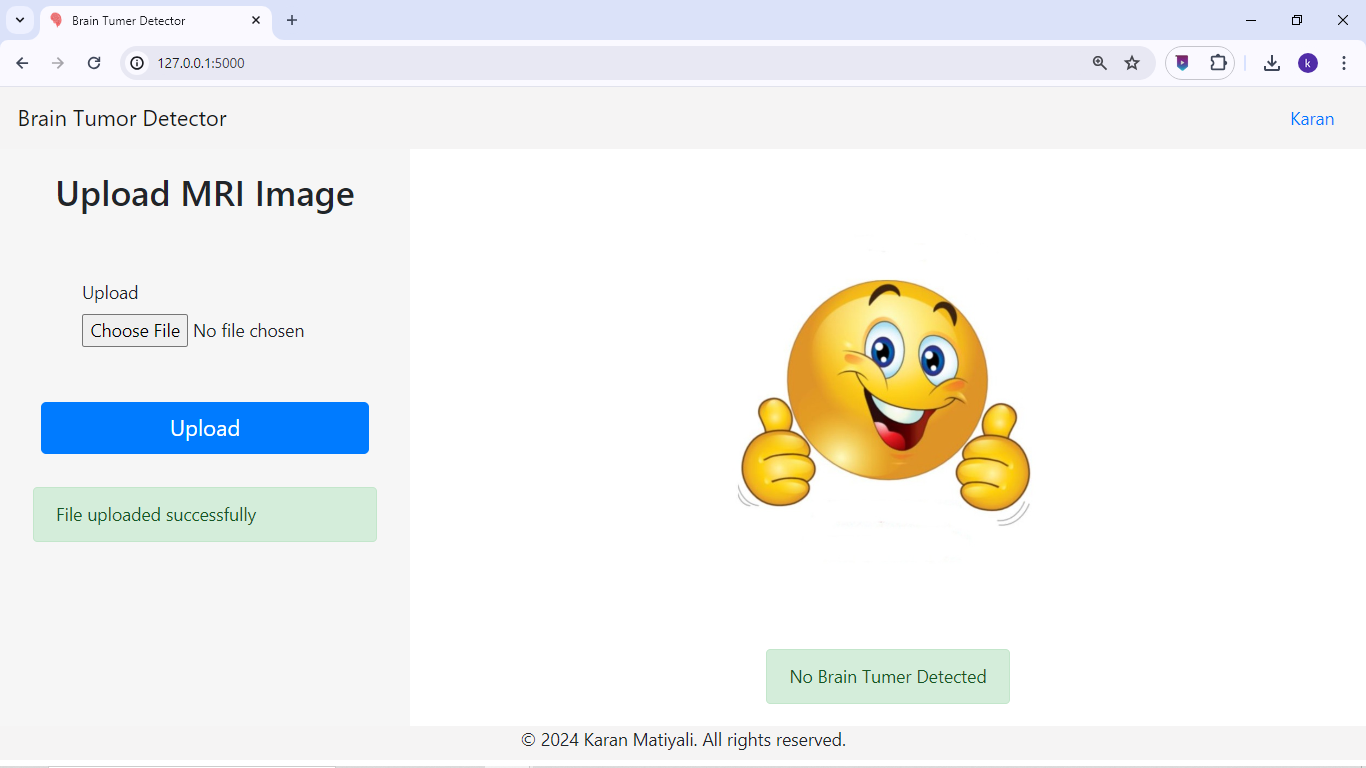 Brain Tumer Detector
127.0.0.1:5000
k
Brain Tumor Detector
Karan
Upload MRI Image
Upload
Choose File No file chosen
Upload
File uploaded successfully
No Brain Tumer Detected
© 2024 Karan Matiyali. All rights reserved.